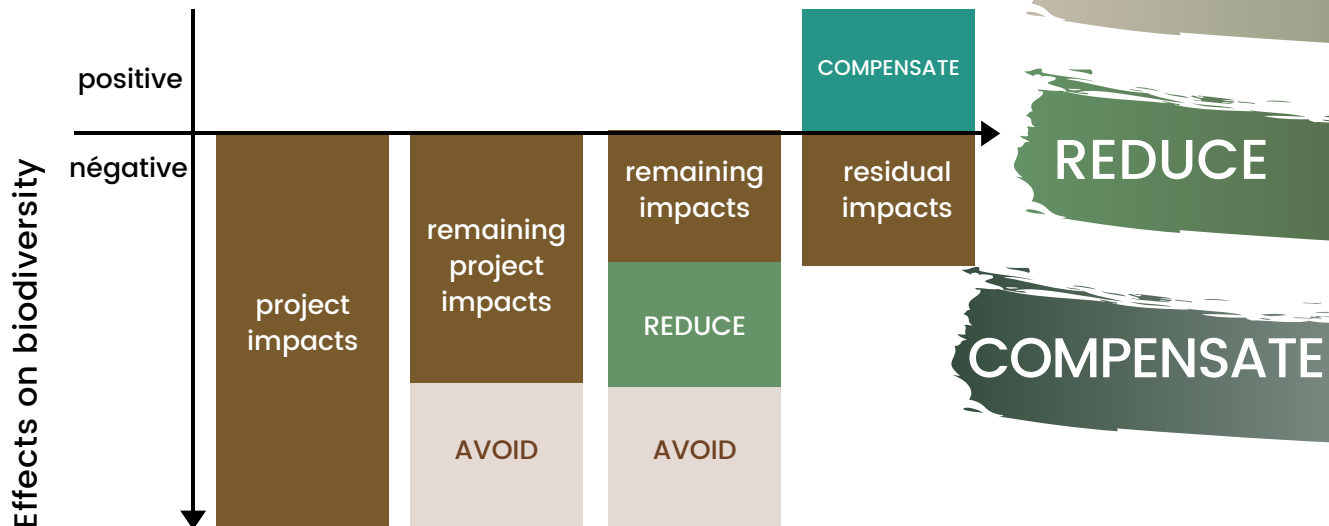 positive
négative
Effects on biodiversity
project
impacts
remaining
project
impacts
AVOID
remaining
impacts
REDUCE
AVOID
COMPENSATE
residual
impacts
REDUCE
COMPENSATE